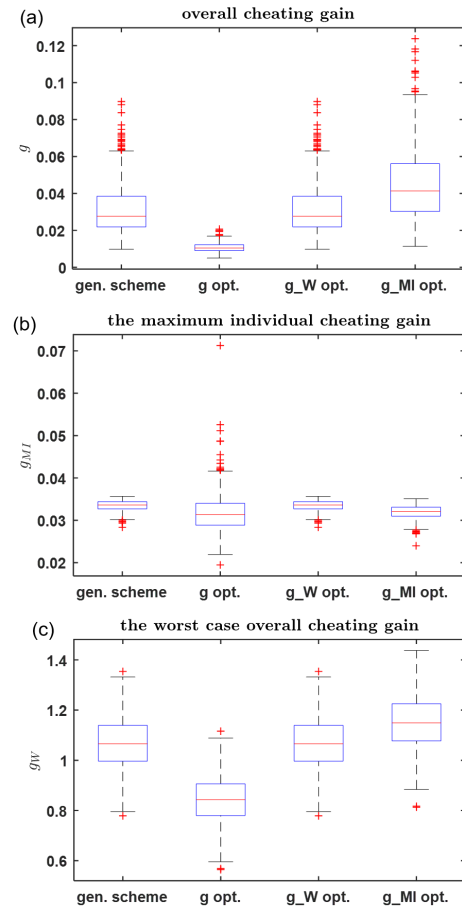 (a)
overall cheating gain
0.12
0.1
0.08
0.06
0.04
0.02
0
g
gen. scheme g opt. g_W opt. g_MI opt.
(b)
the maximum individual cheating gain
0.07
0.06
0.05
0.04
0.03
0.02
g_{MI}
gen. scheme g opt. g_W opt. g_MI opt.
(c)
the worst case overall cheating gain
1.4
1.2
1
0.8
0.6
g_W
gen. scheme g opt. g_W opt. g_MI opt.